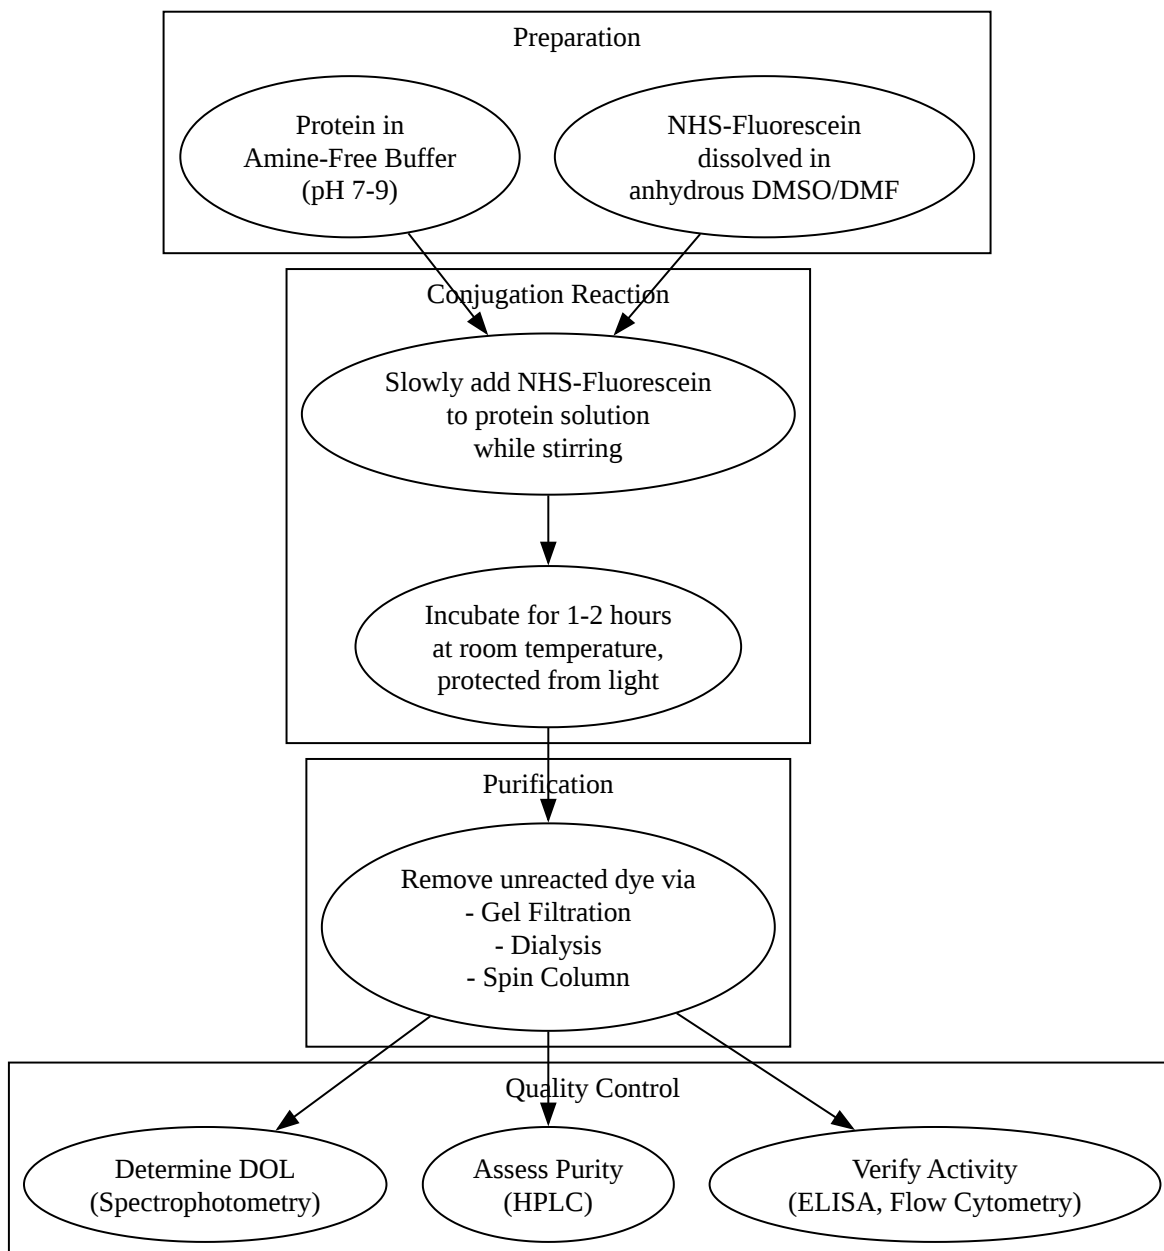 Preparation
Protein in
Amine-Free Buffer
(pH 7-9)
NHS-Fluorescein
dissolved in
anhydrous DMSO/DMF
Conjugation Reaction
Slowly add NHS-Fluorescein
to protein solution
while stirring
Incubate for 1-2 hours
at room temperature,
protected from light
Purification
Remove unreacted dye via
- Gel Filtration
- Dialysis
- Spin Column
Quality Control
Determine DOL
(Spectrophotometry)
Assess Purity
(HPLC)
Verify Activity
(ELISA, Flow Cytometry)